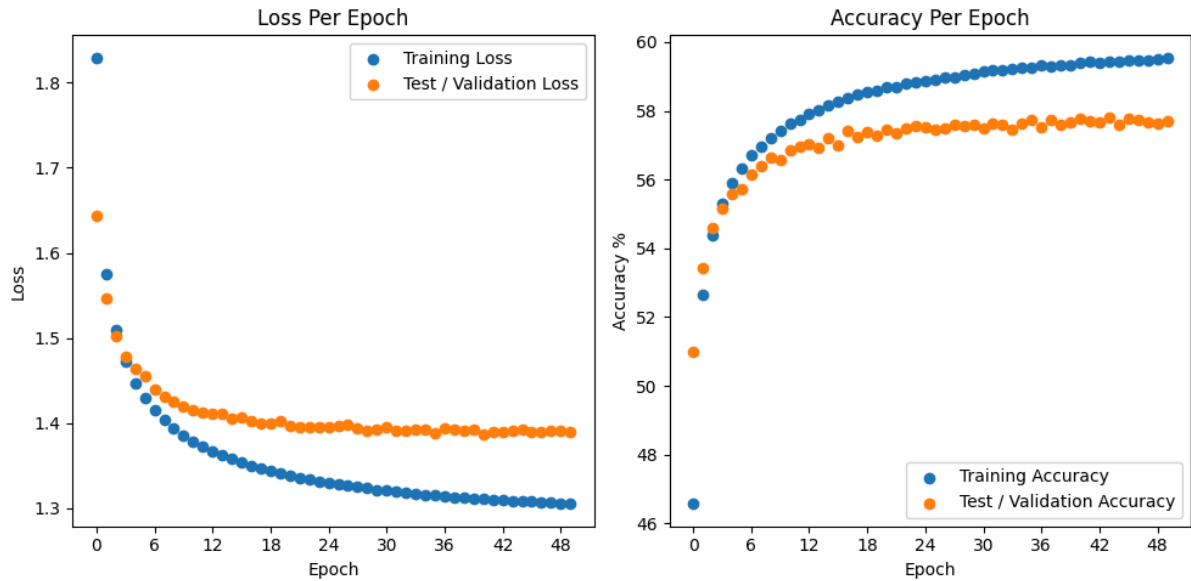 Loss Per Epoch
Training Loss
Test / Validation Loss
1.8
1.7
1.6
1.5
1.4
1.3
Loss
0 6 12 18 24 30 36 42 48
Epoch
Accuracy Per Epoch
60
58
56
54
52
50
48
46
Accuracy %
Training Accuracy
Test / Validation Accuracy
0 6 12 18 24 30 36 42 48
Epoch